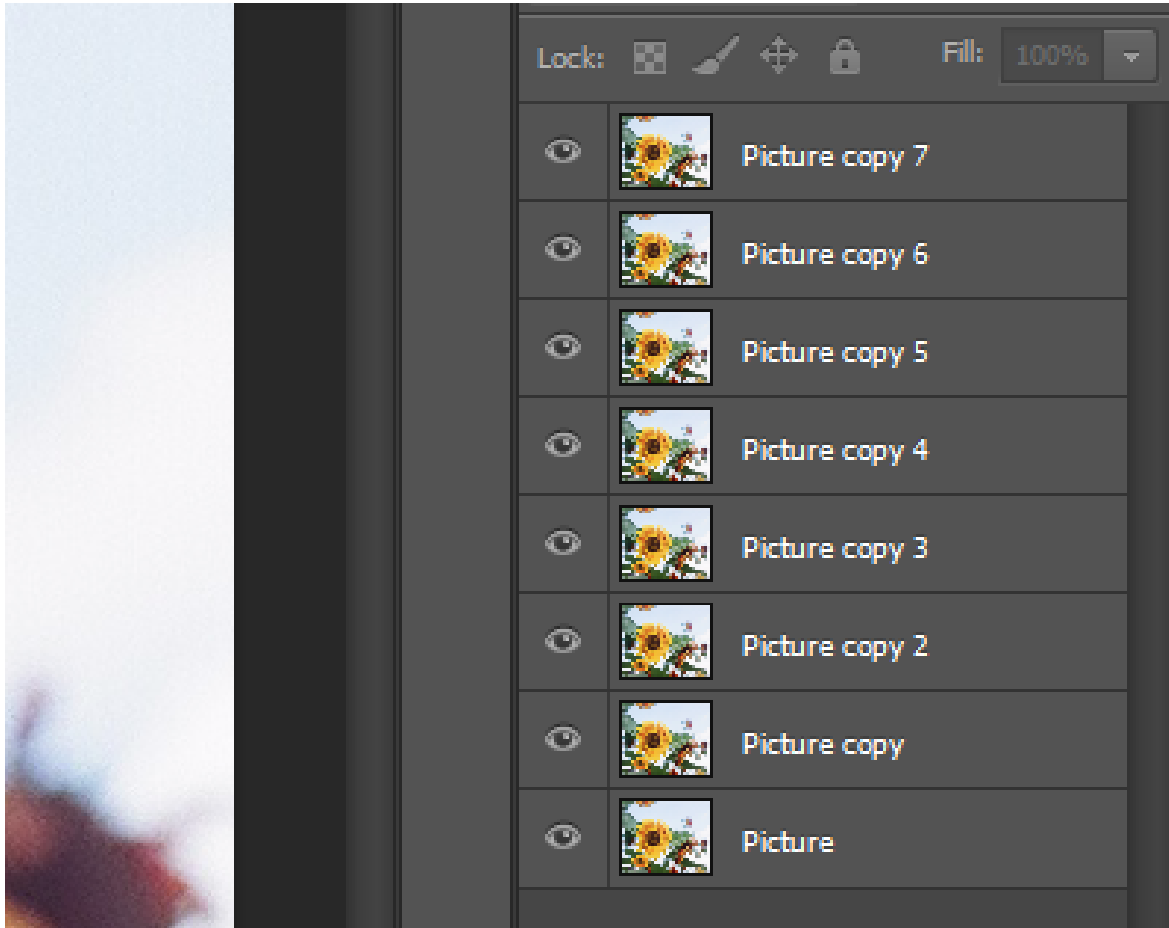 Lock: Fill: 100%
Picture copy 7
Picture copy 6
Picture copy 5
Picture copy 4
Picture copy 3
Picture copy 2
Picture copy
Picture